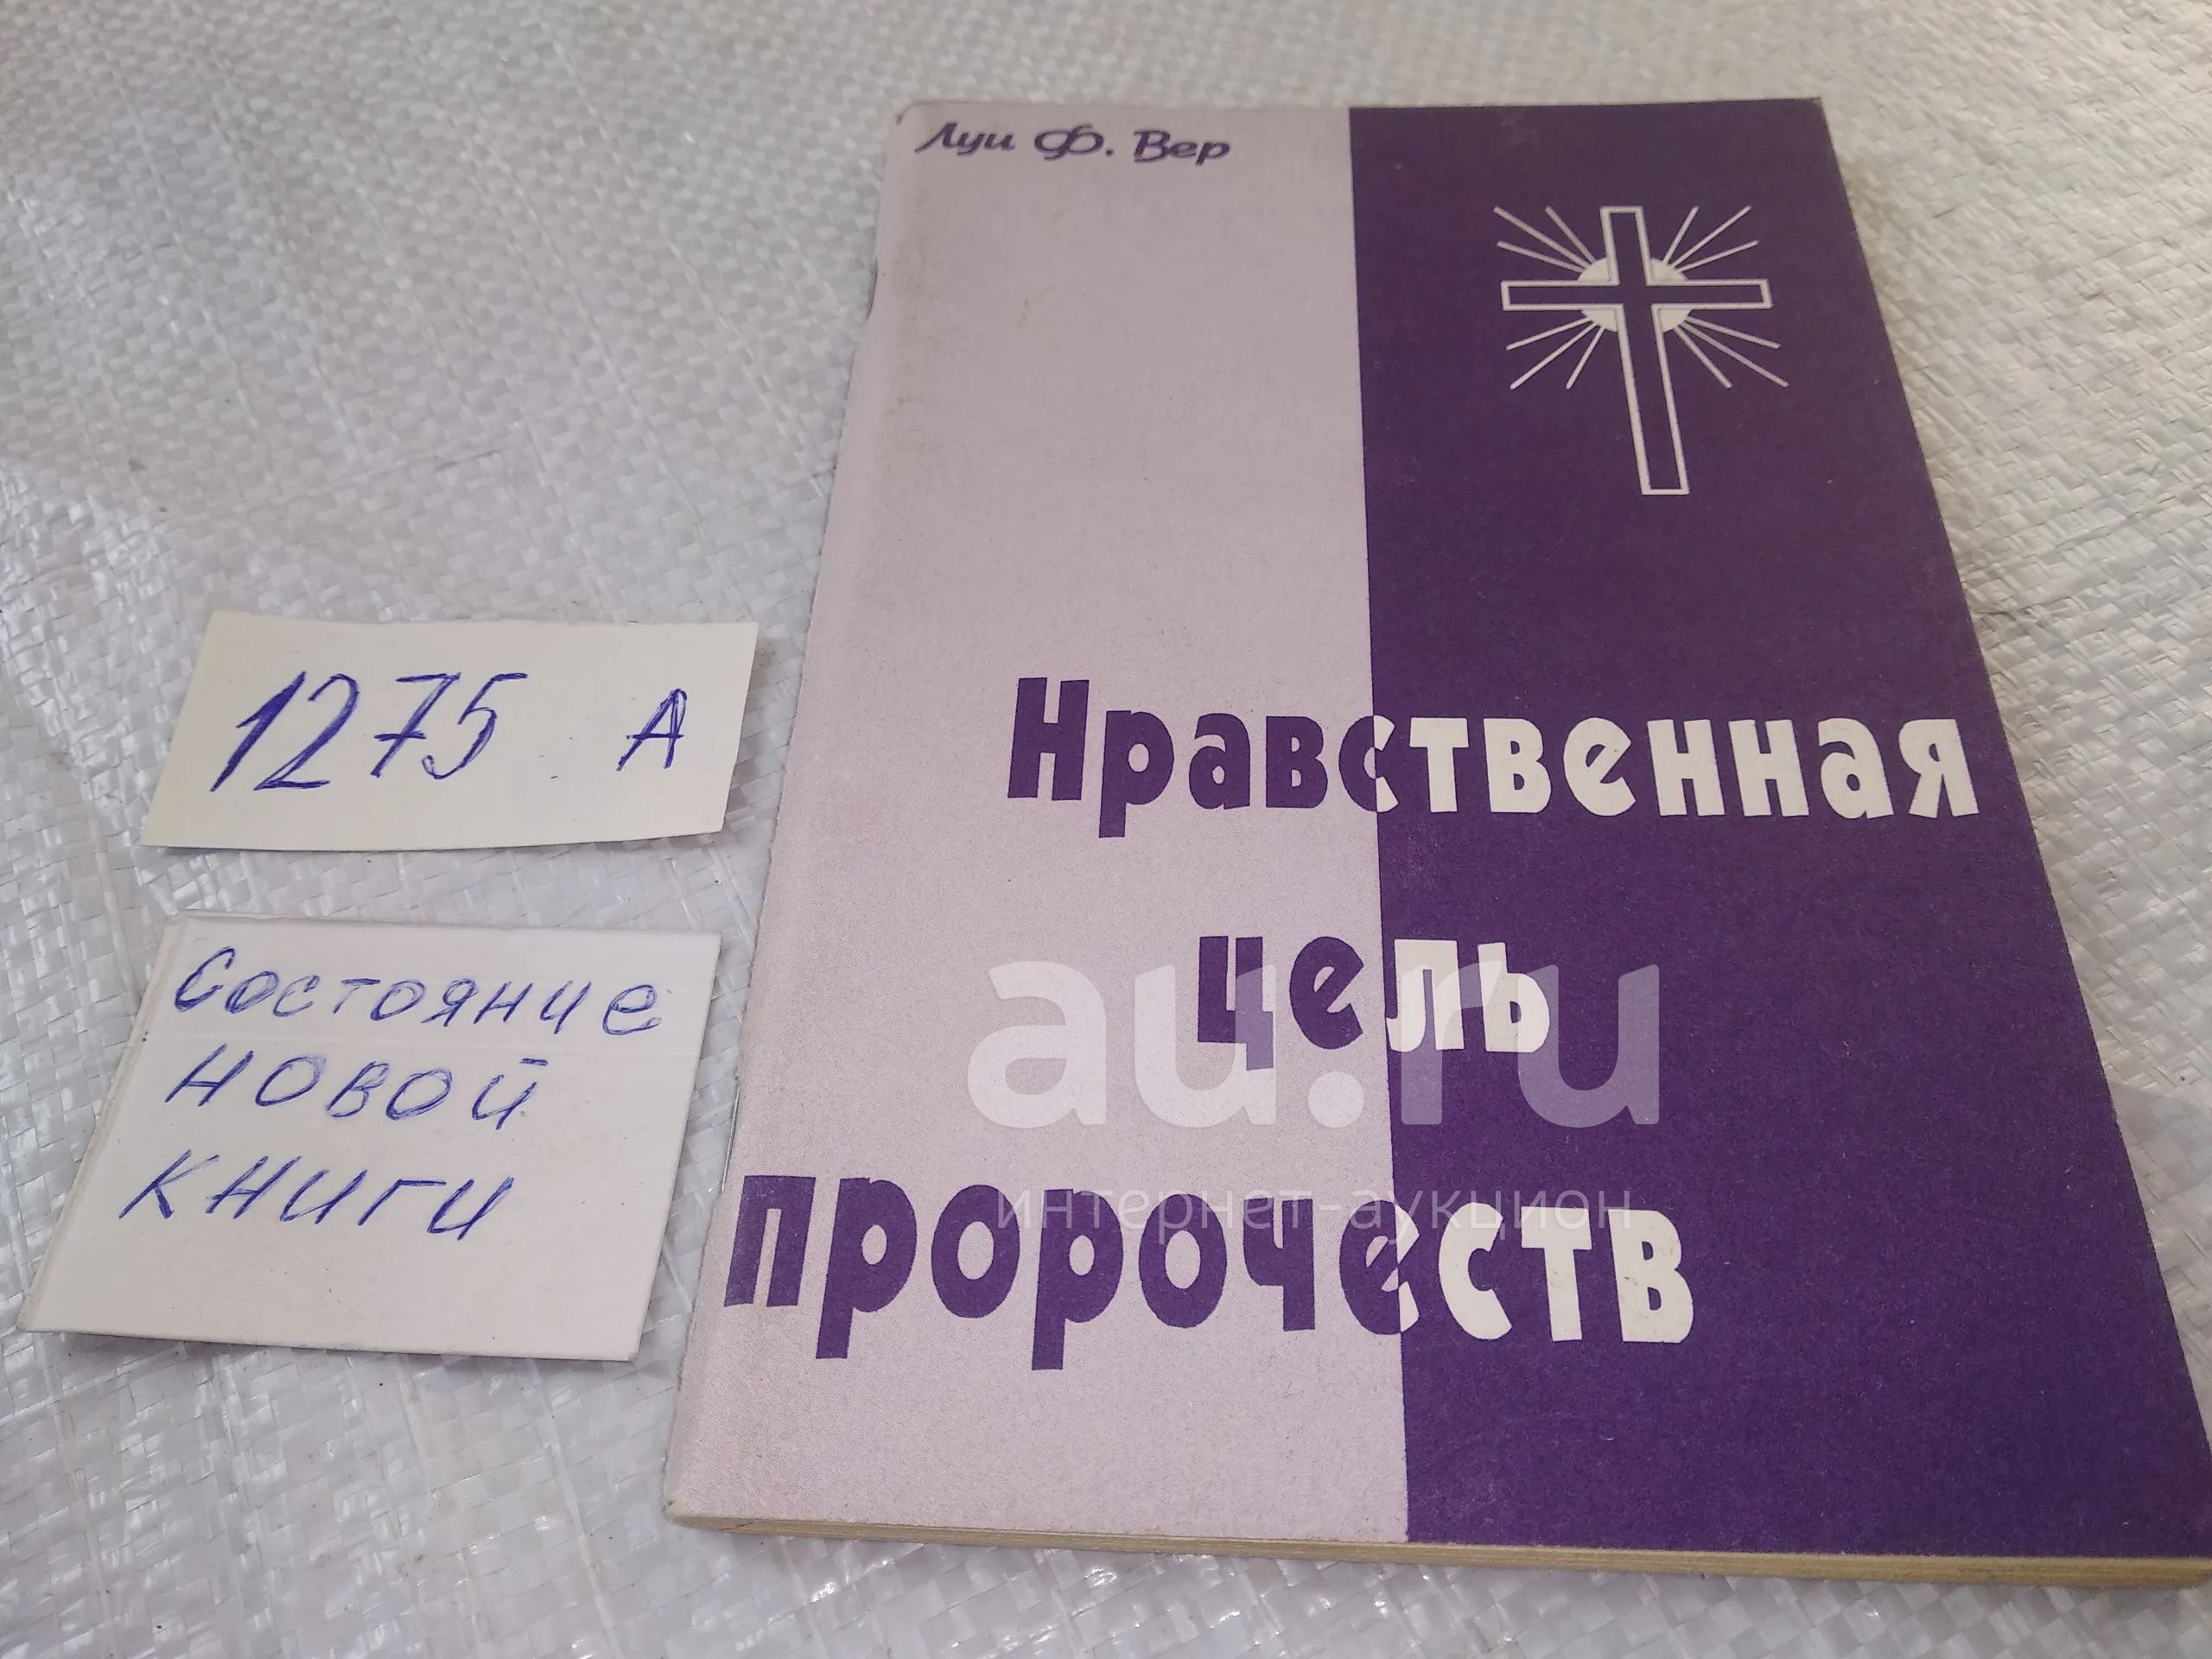 Луи Ф. Вер
Нравственная
цель
пророчеств
1275 А
Состояние
новой
книги
au.ru
интернет-аукцион